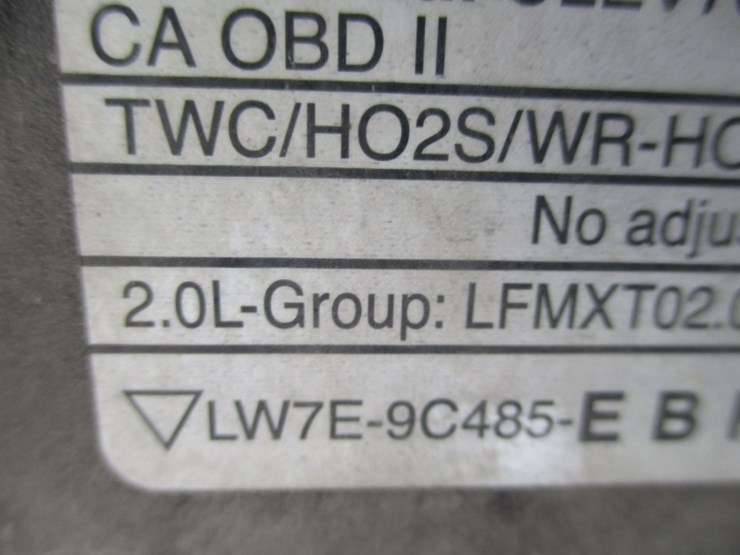 CA OBD II
TWC/HO2S/WR-HO
No adju
2.0L-Group: LFMXT02.0
▽LW7E-9C485-E B